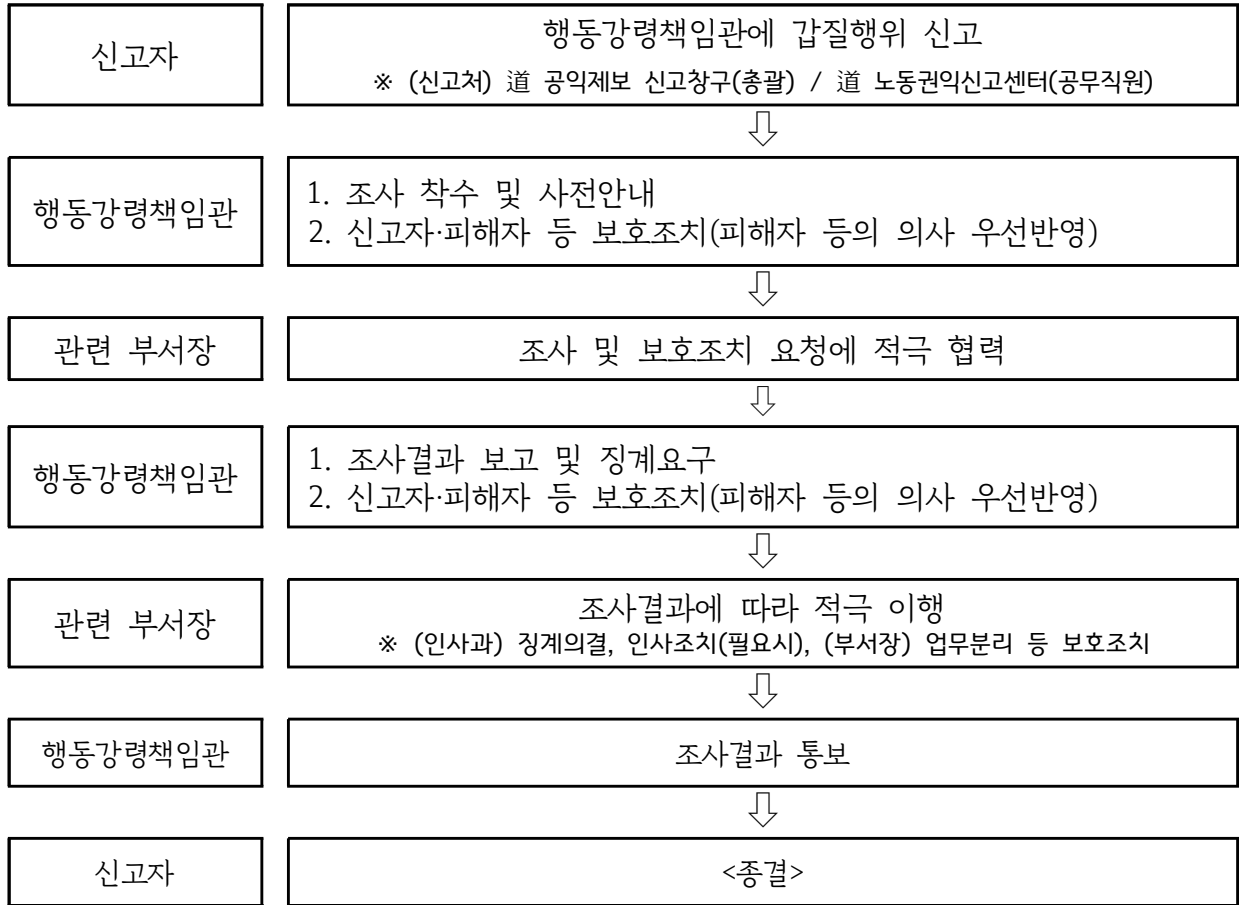 신고자
행동강령책임관에 갑질행위 신고
※ (신고처) 道 공익제보 신고창구(총괄) / 道 노동권익신고센터(공무직원)
행동강령책임관
1. 조사 착수 및 사전안내
2. 신고자·피해자 등 보호조치(피해자 등의 의사 우선반영)
관련 부서장
조사 및 보호조치 요청에 적극 협력
행동강령책임관
1. 조사결과 보고 및 징계요구
2. 신고자·피해자 등 보호조치(피해자 등의 의사 우선반영)
관련 부서장
조사결과에 따라 적극 이행
※ (인사과) 징계의결, 인사조치(필요시), (부서장) 업무분리 등 보호조치
행동강령책임관
조사결과 통보
신고자
<종결>